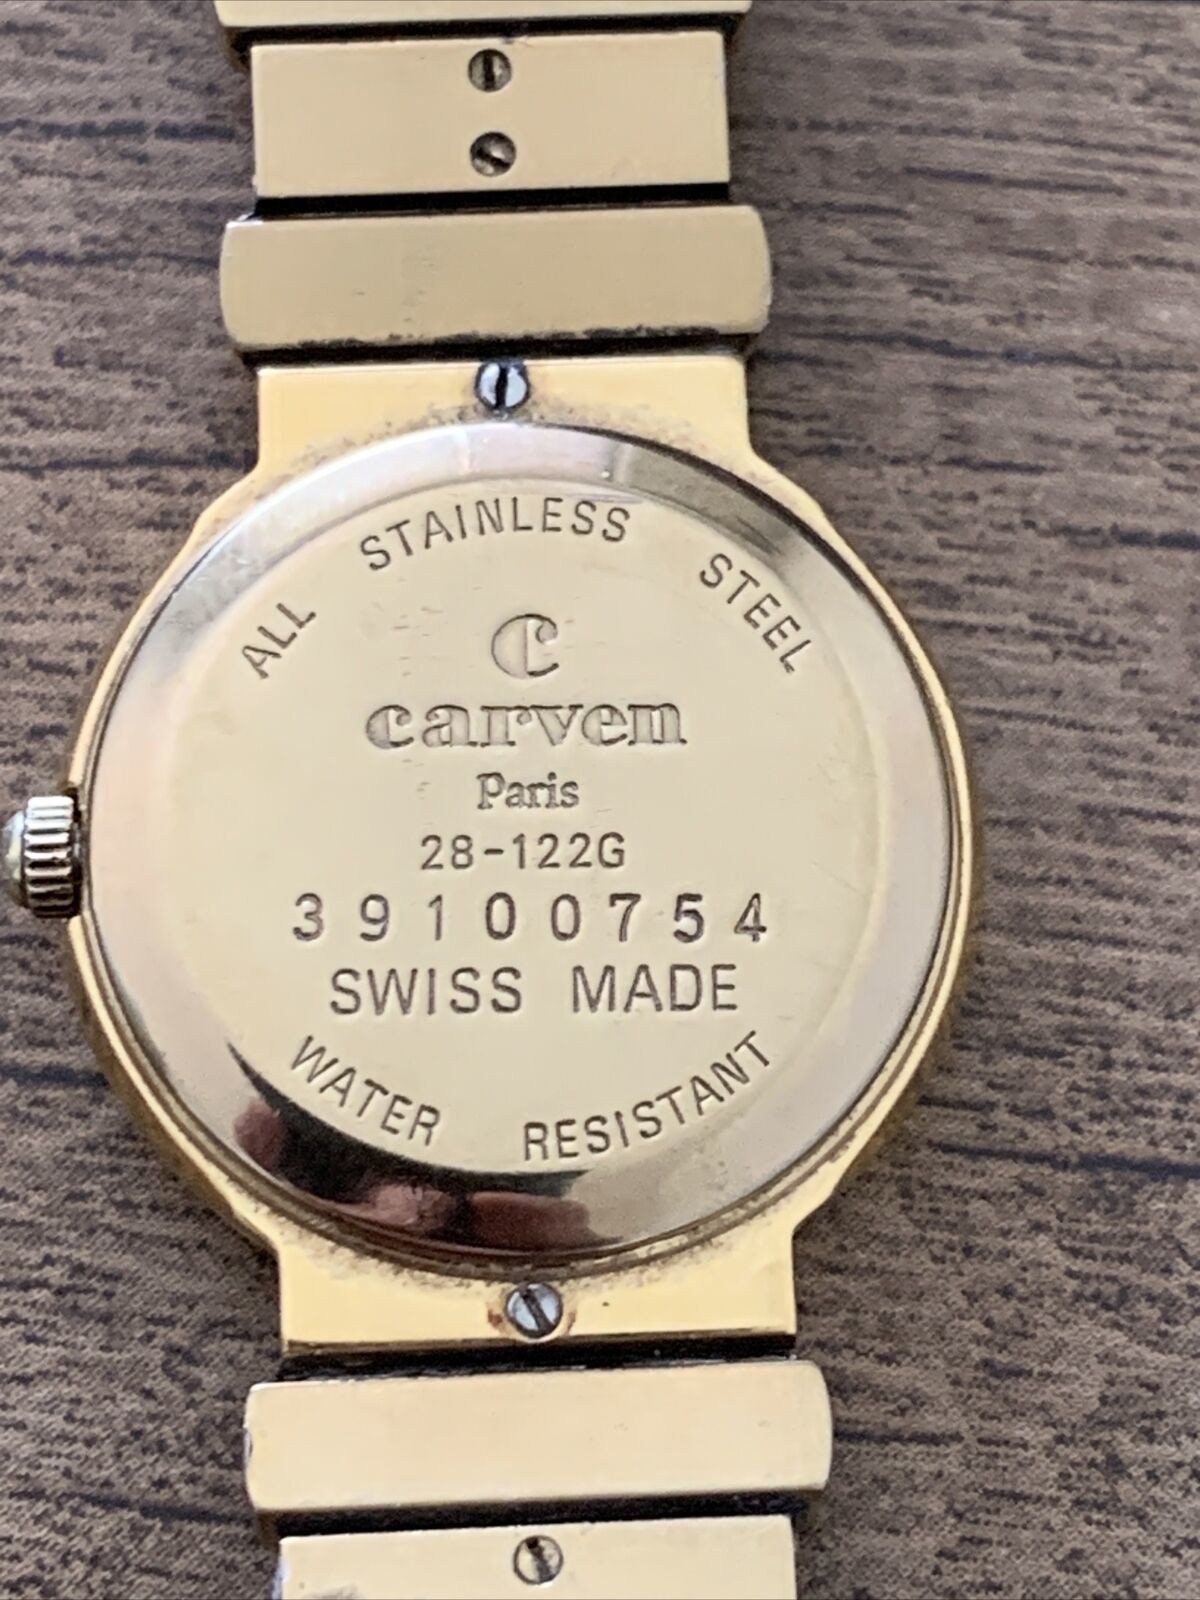 ALL STAINLESS STEEL
C
carven
Paris
28-122G
39100754
SWISS MADE
WATER RESISTANT